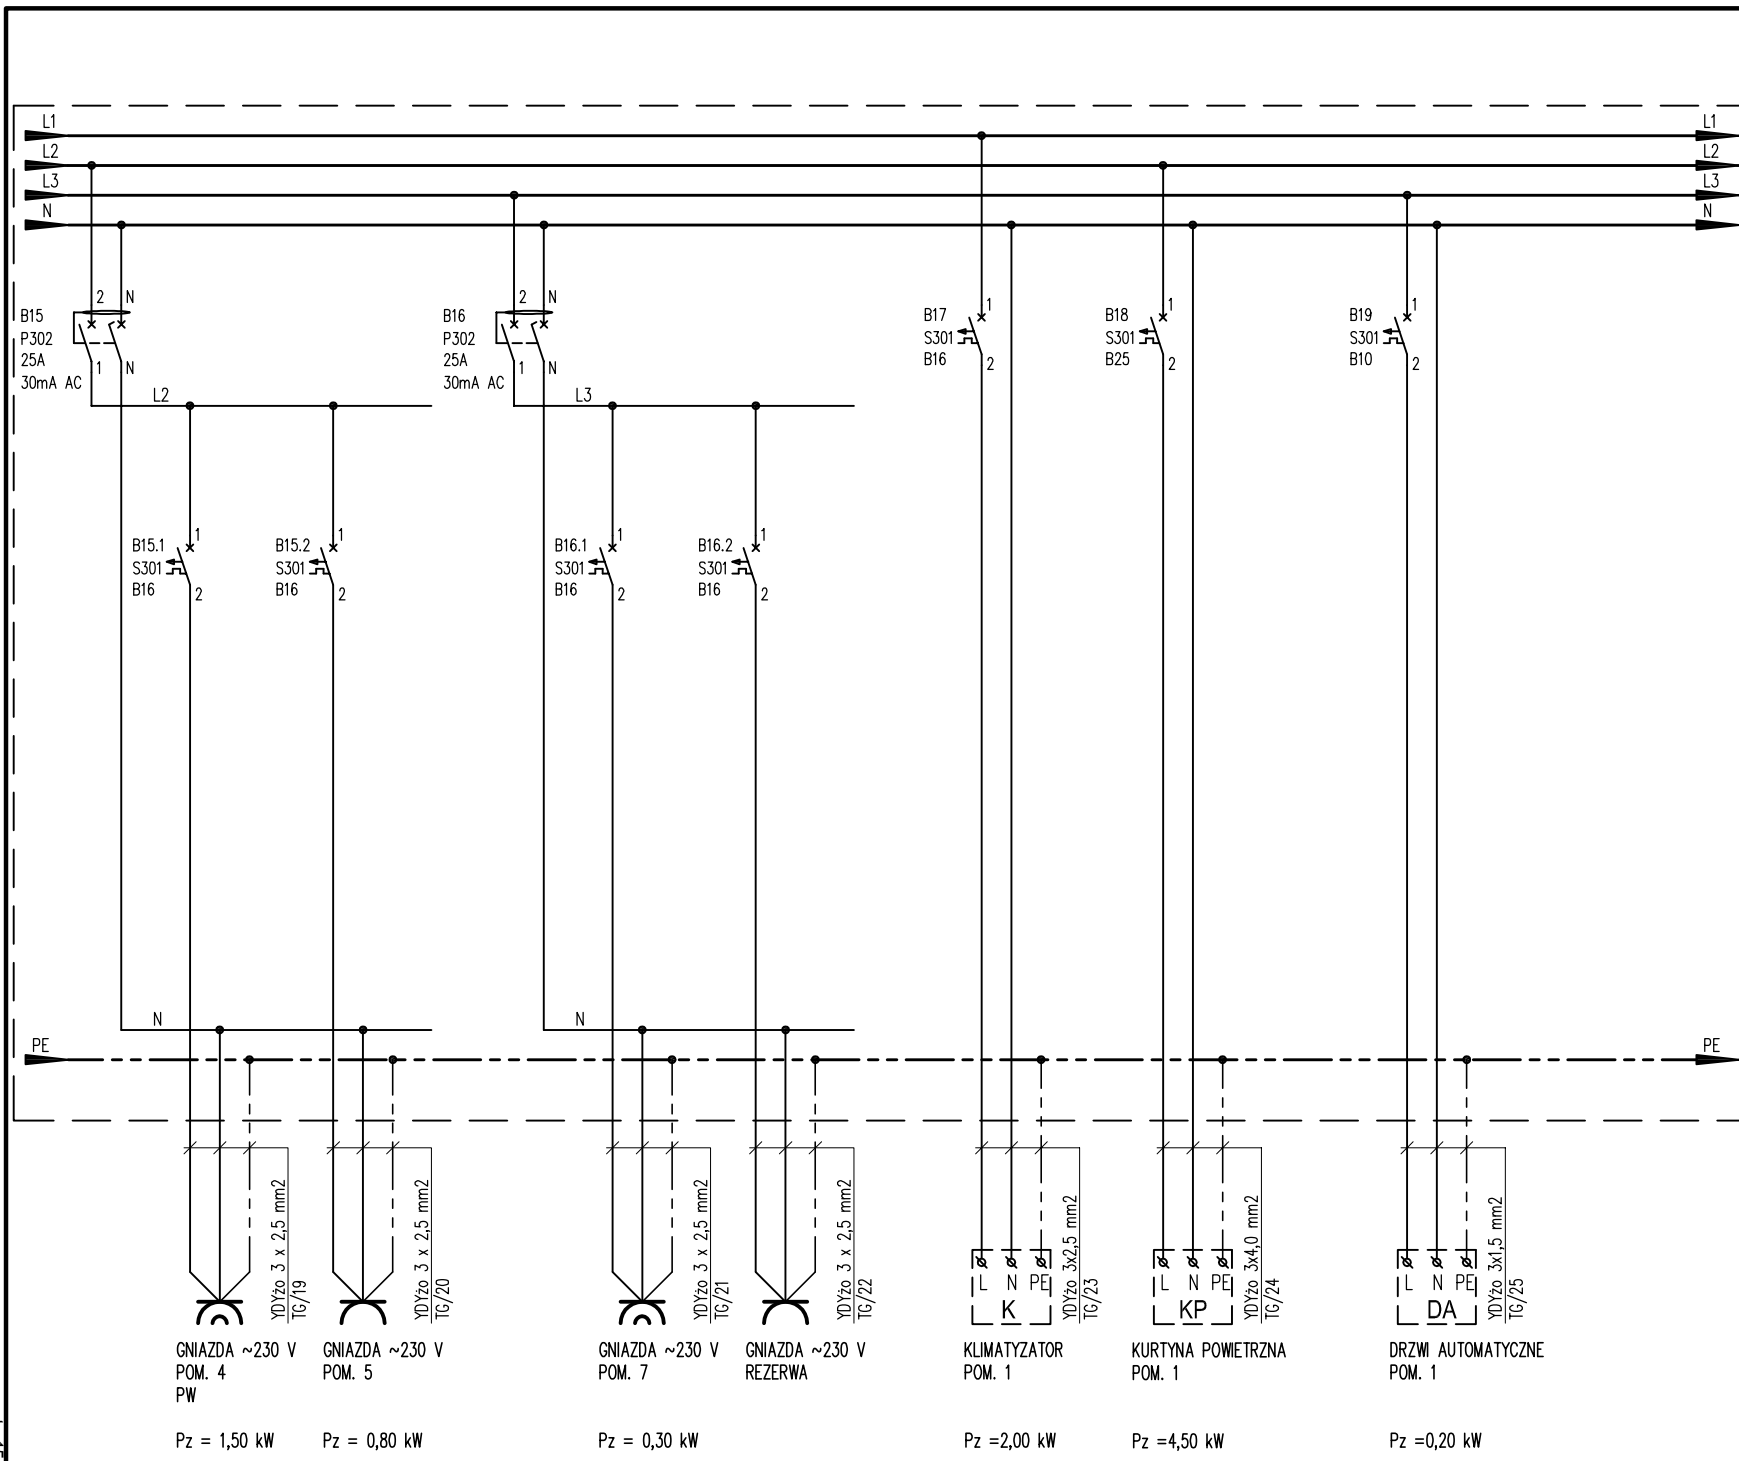 L1
L1
L2
L2
L3
L3
N
N
2
N
B15
P302
25A
30mA AC
1
N
L2
2
N
B16
P302
25A
30mA AC
1
N
L3
1
B17
S301
B16
2
1
B18
S301
B25
2
1
B19
S301
B10
2
1
B15.1
S301
B16
2
1
B15.2
S301
B16
2
1
B16.1
S301
B16
2
1
B16.2
S301
B16
2
N
N
PE
PE
YDYżo 3 x 2,5 mm2
TG/19
YDYżo 3 x 2,5 mm2
TG/20
YDYżo 3 x 2,5 mm2
TG/21
YDYżo 3 x 2,5 mm2
TG/22
YDYżo 3x2,5 mm2
TG/23
YDYżo 3x4,0 mm2
TG/24
YDYżo 3x1,5 mm2
TG/25
L N PE
K
L N PE
KP
L N PE
DA
GNIAZDA ~230 V
POM. 4
PW
Pz = 1,50 kW
GNIAZDA ~230 V
POM. 5
Pz = 0,80 kW
GNIAZDA ~230 V
POM. 7
Pz = 0,30 kW
GNIAZDA ~230 V
REZERWA
KLIMATYZATOR
POM. 1
Pz =2,00 kW
KURTYNA POWIETRZNA
POM. 1
Pz =4,50 kW
DRZWI AUTOMATYCZNE
POM. 1
Pz =0,20 kW